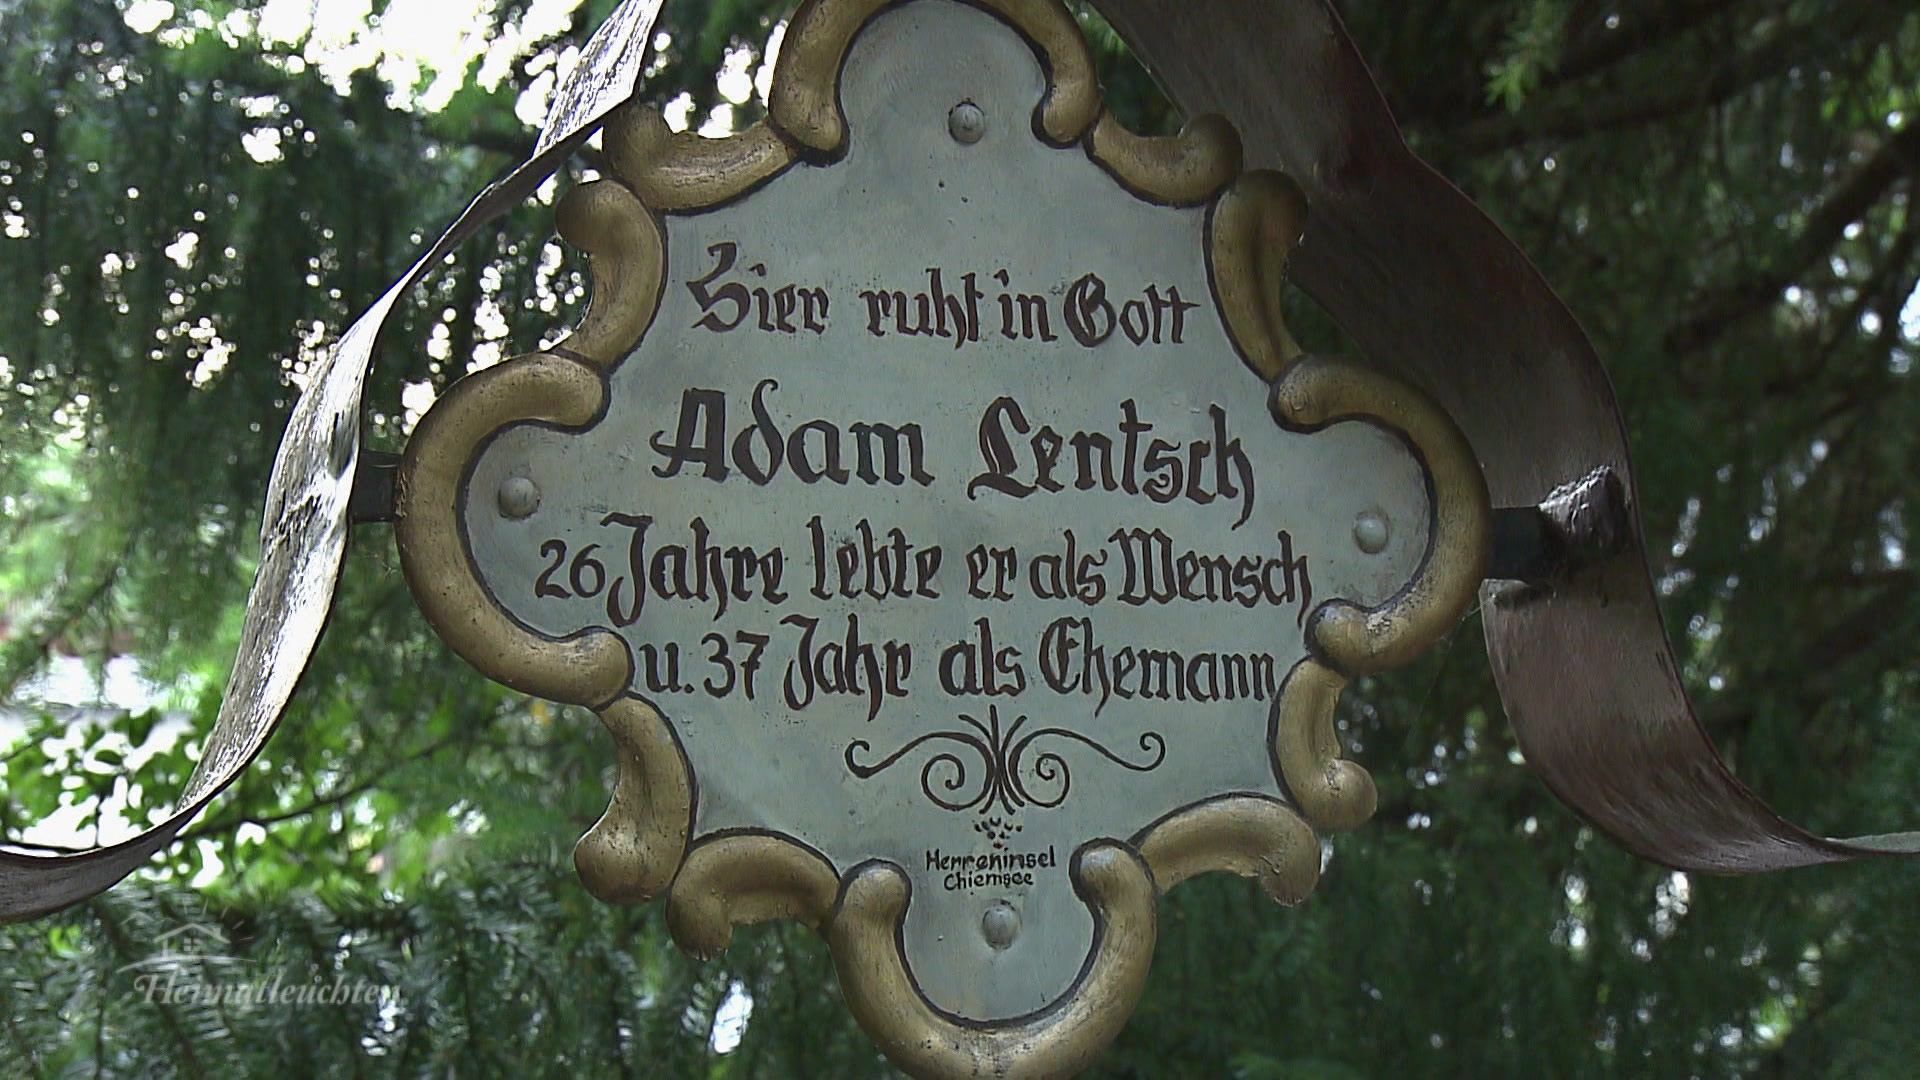 Hier ruht in Gott
Adam Lentsch
26 Jahre lebte er als Mensch
u. 37 Jahr als Ehemann
Herreninsel
Chiemsee
Heimatleuchten